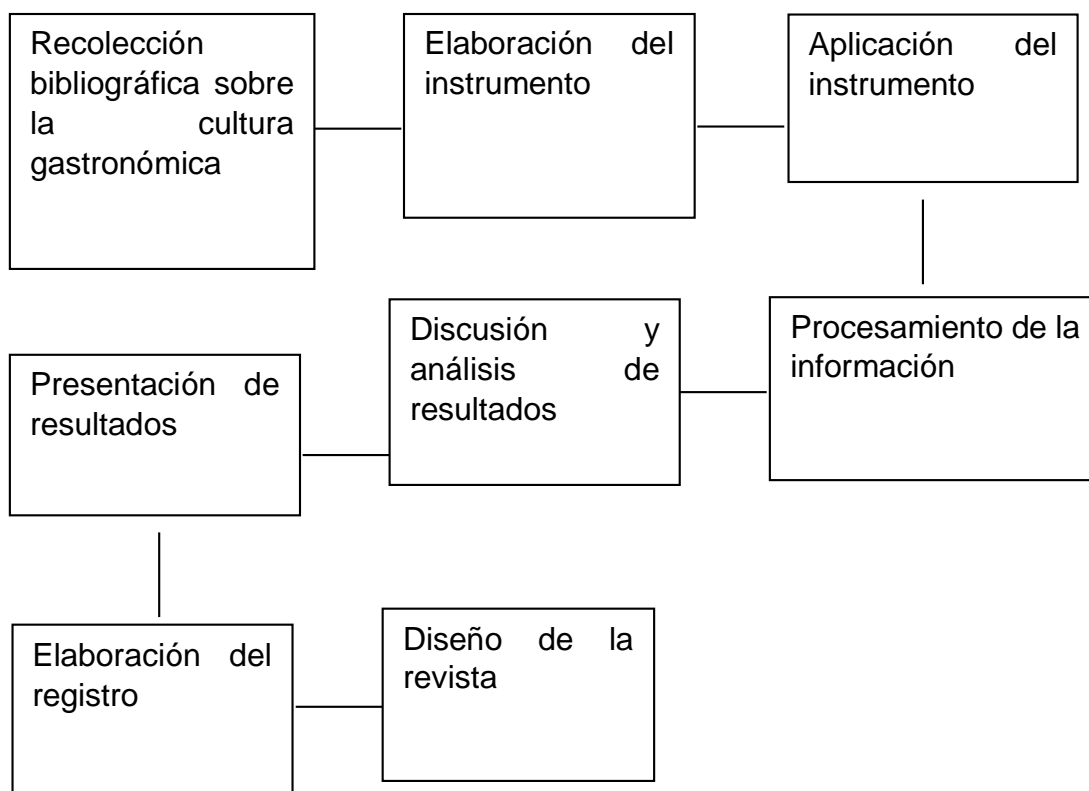 Recolección
bibliográfica sobre
la cultura
gastronómica
Elaboración del
instrumento
Aplicación del
instrumento
Procesamiento de la
información
Discusión y
análisis de
resultados
Presentación de
resultados
Elaboración del
registro
Diseño de la
revista